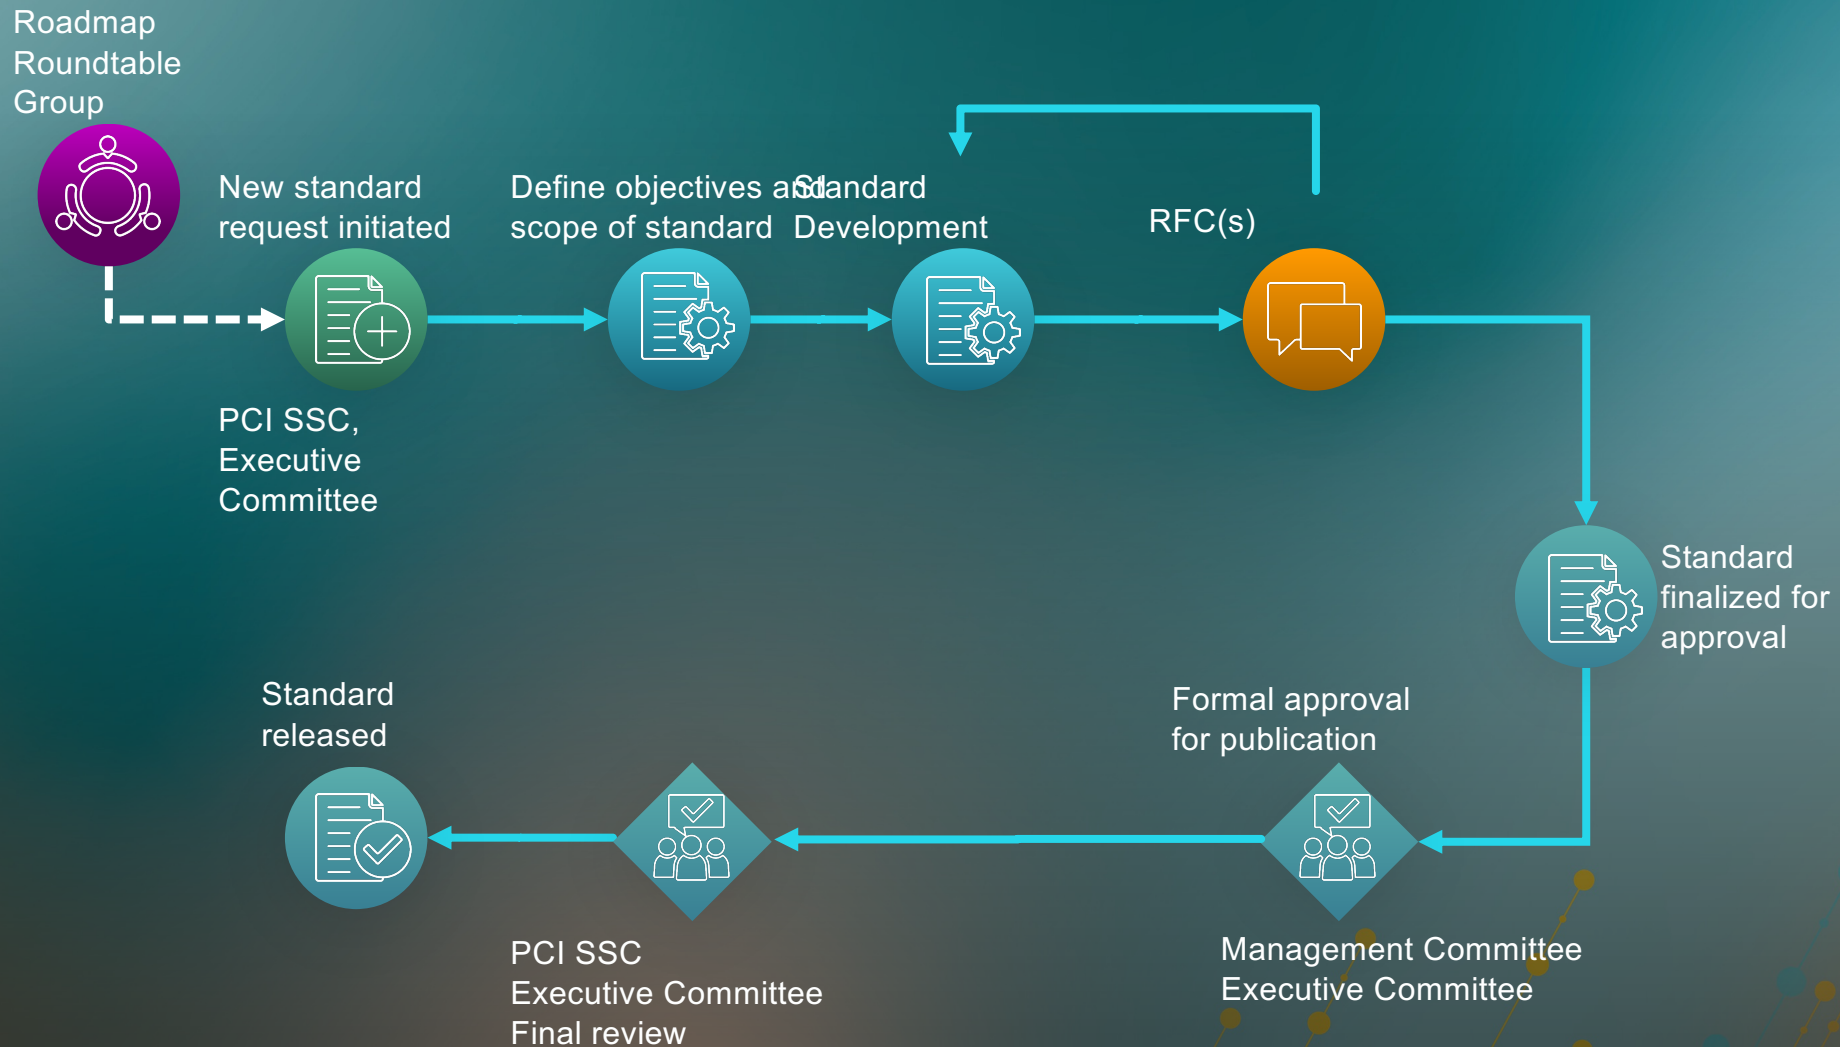 Roadmap
Roundtable
Group
New standard
request initiated
Define objectives and
scope of standard
Standard
Development
RFC(s)
PCI SSC,
Executive
Committee
Standard
finalized for
approval
Formal approval
for publication
Standard
released
Management Committee
Executive Committee
PCI SSC
Executive Committee
Final review